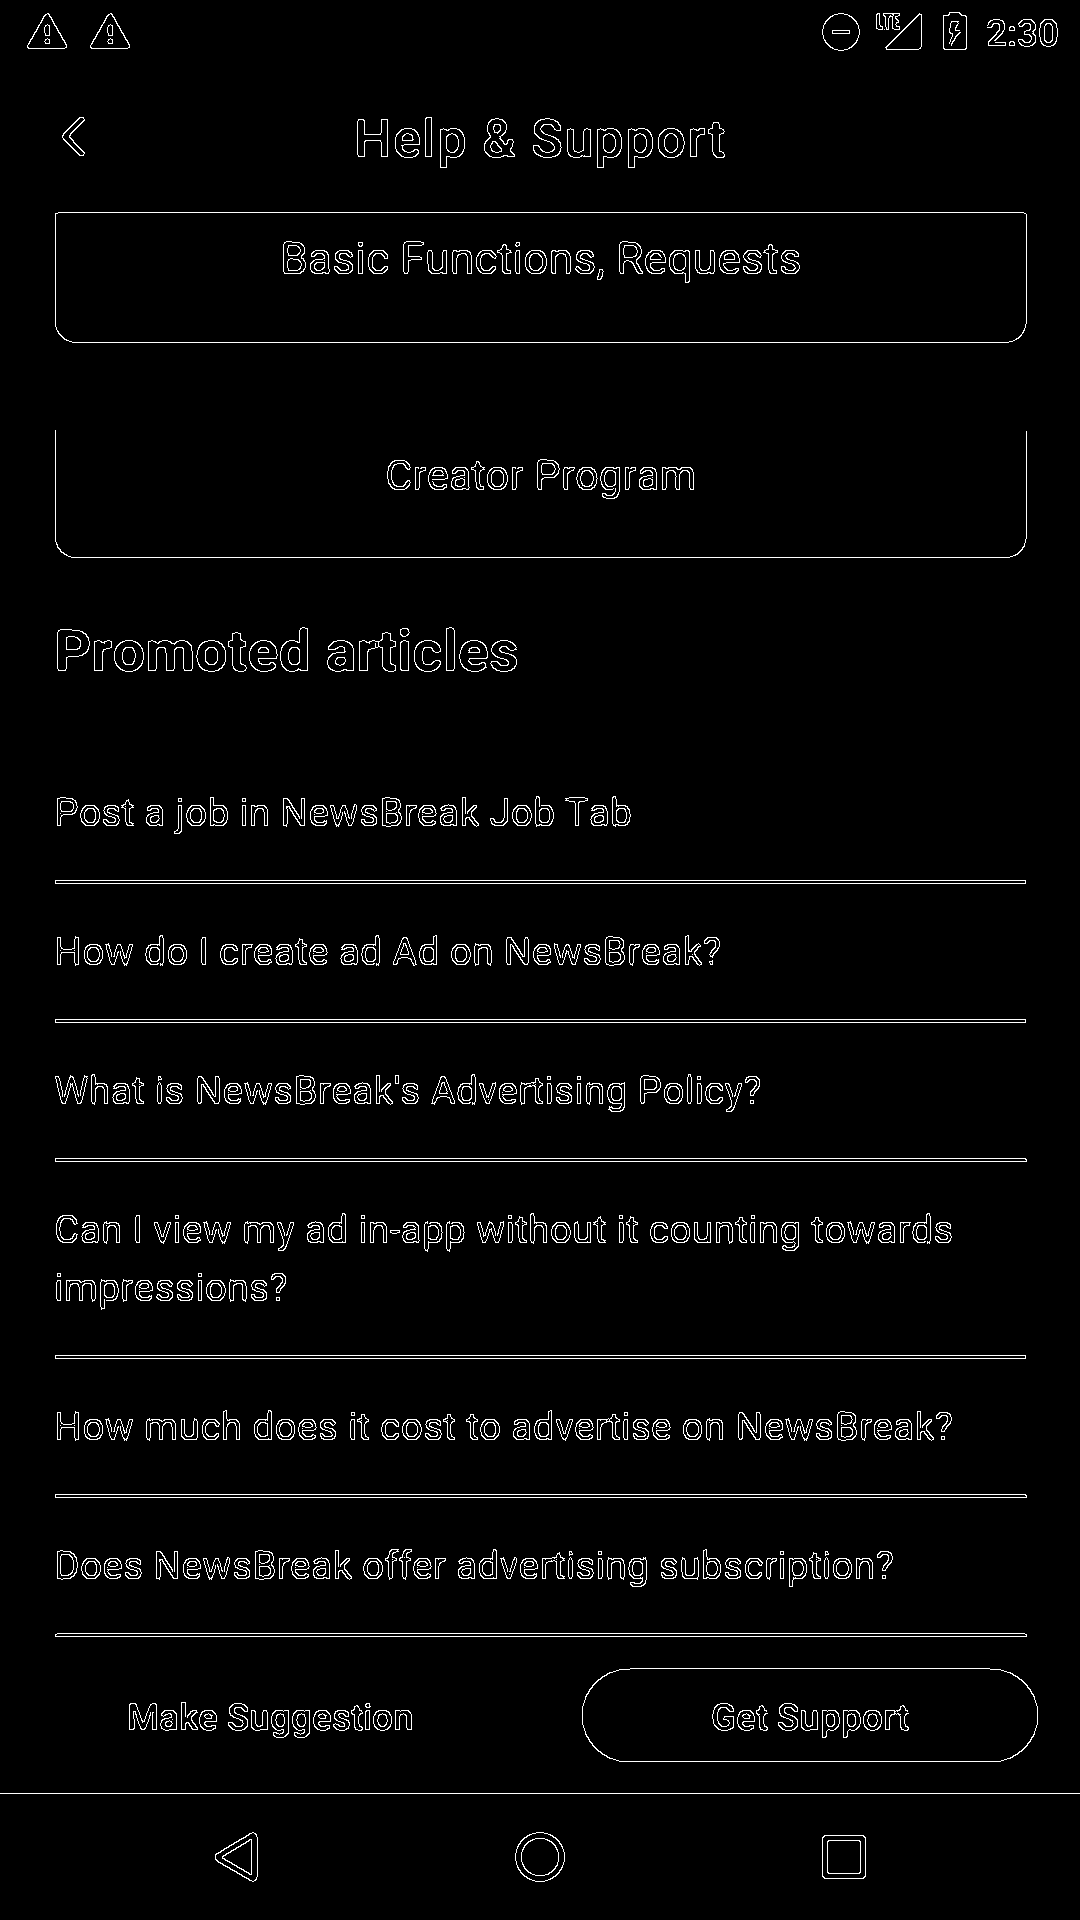 LTE 2:30
Help & Support
Basic Functions, Requests
Creator Program
Promoted articles
Post a job in NewsBreak Job Tab
How do I create ad Ad on NewsBreak?
What is NewsBreak's Advertising Policy?
Can I view my ad in-app without it counting towards
impressions?
How much does it cost to advertise on NewsBreak?
Does NewsBreak offer advertising subscription?
Make Suggestion Get Support